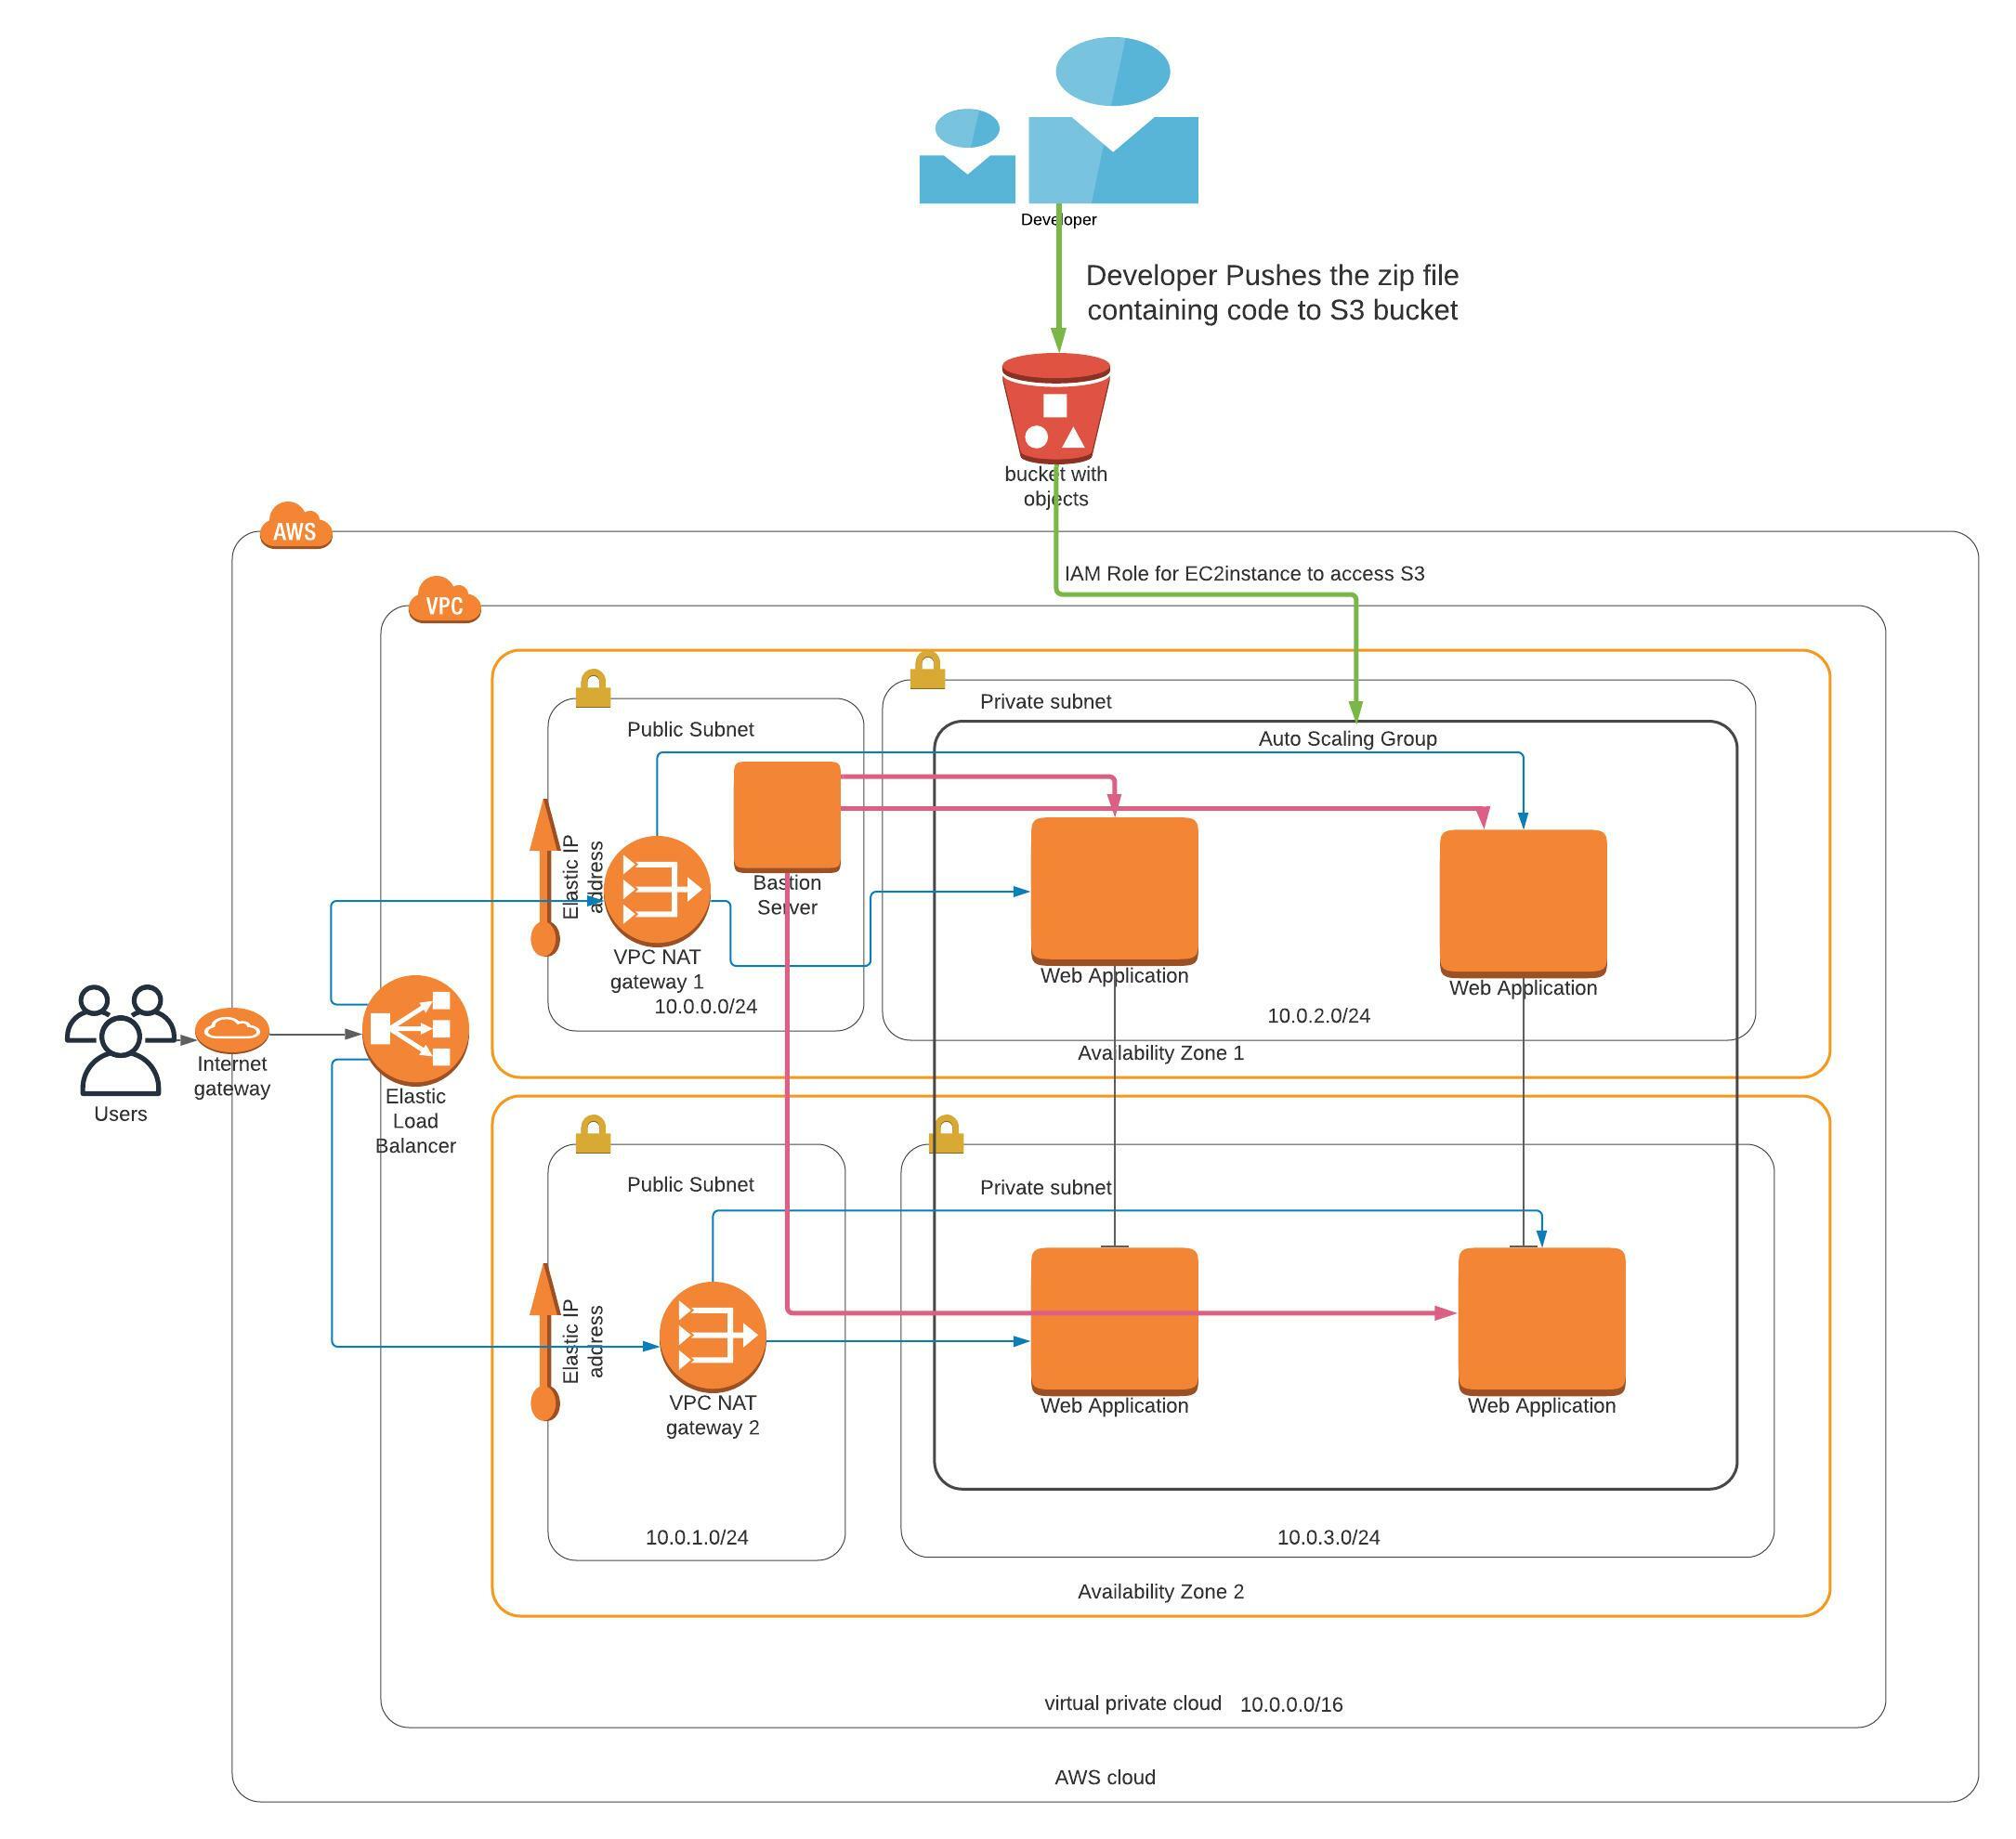 Developer
Developer Pushes the zip file
containing code to S3 bucket
bucket with
objects
AWS
IAM Role for EC2instance to access S3
VPC
Private subnet
Public Subnet
Auto Scaling Group
Elastic IP
address
Bastion
Server
VPC NAT
gateway 1
10.0.0.0/24
Web Application
Web Application
10.0.2.0/24
Availability Zone 1
Users
Internet
gateway
Elastic
Load
Balancer
Public Subnet
Private subnet
Elastic IP
address
VPC NAT
gateway 2
Web Application
Web Application
10.0.1.0/24
10.0.3.0/24
Availability Zone 2
virtual private cloud 10.0.0.0/16
AWS cloud